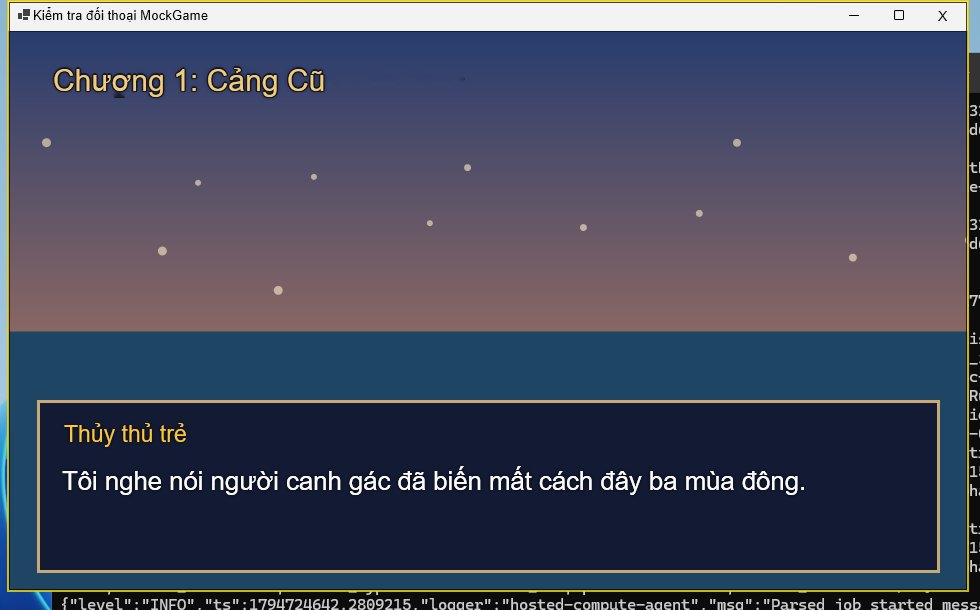 Kiểm tra đối thoại MockGame
Chương 1: Cảng Cũ
Thủy thủ trẻ
Tôi nghe nói người canh gác đã biến mất cách đây ba mùa đông.
{"level":"INFO","ts":1794724642.2809215,"logger":"hosted-compute-agent","msg":"Parsed job started mes